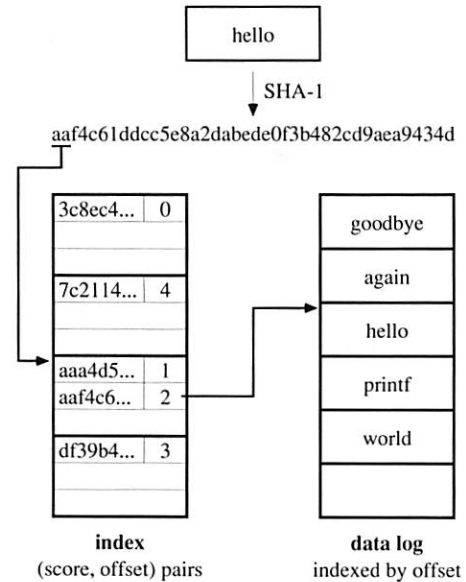 hello
SHA-1
aaf4c61ddcc5e8a2dabede0f3b482cd9aea9434d
3c8ec4... 0
7c2114... 4
aaa4d5... 1
aaf4c6... 2
df39b4... 3
index
(score, offset) pairs
goodbye
again
hello
printf
world
data log
indexed by offset